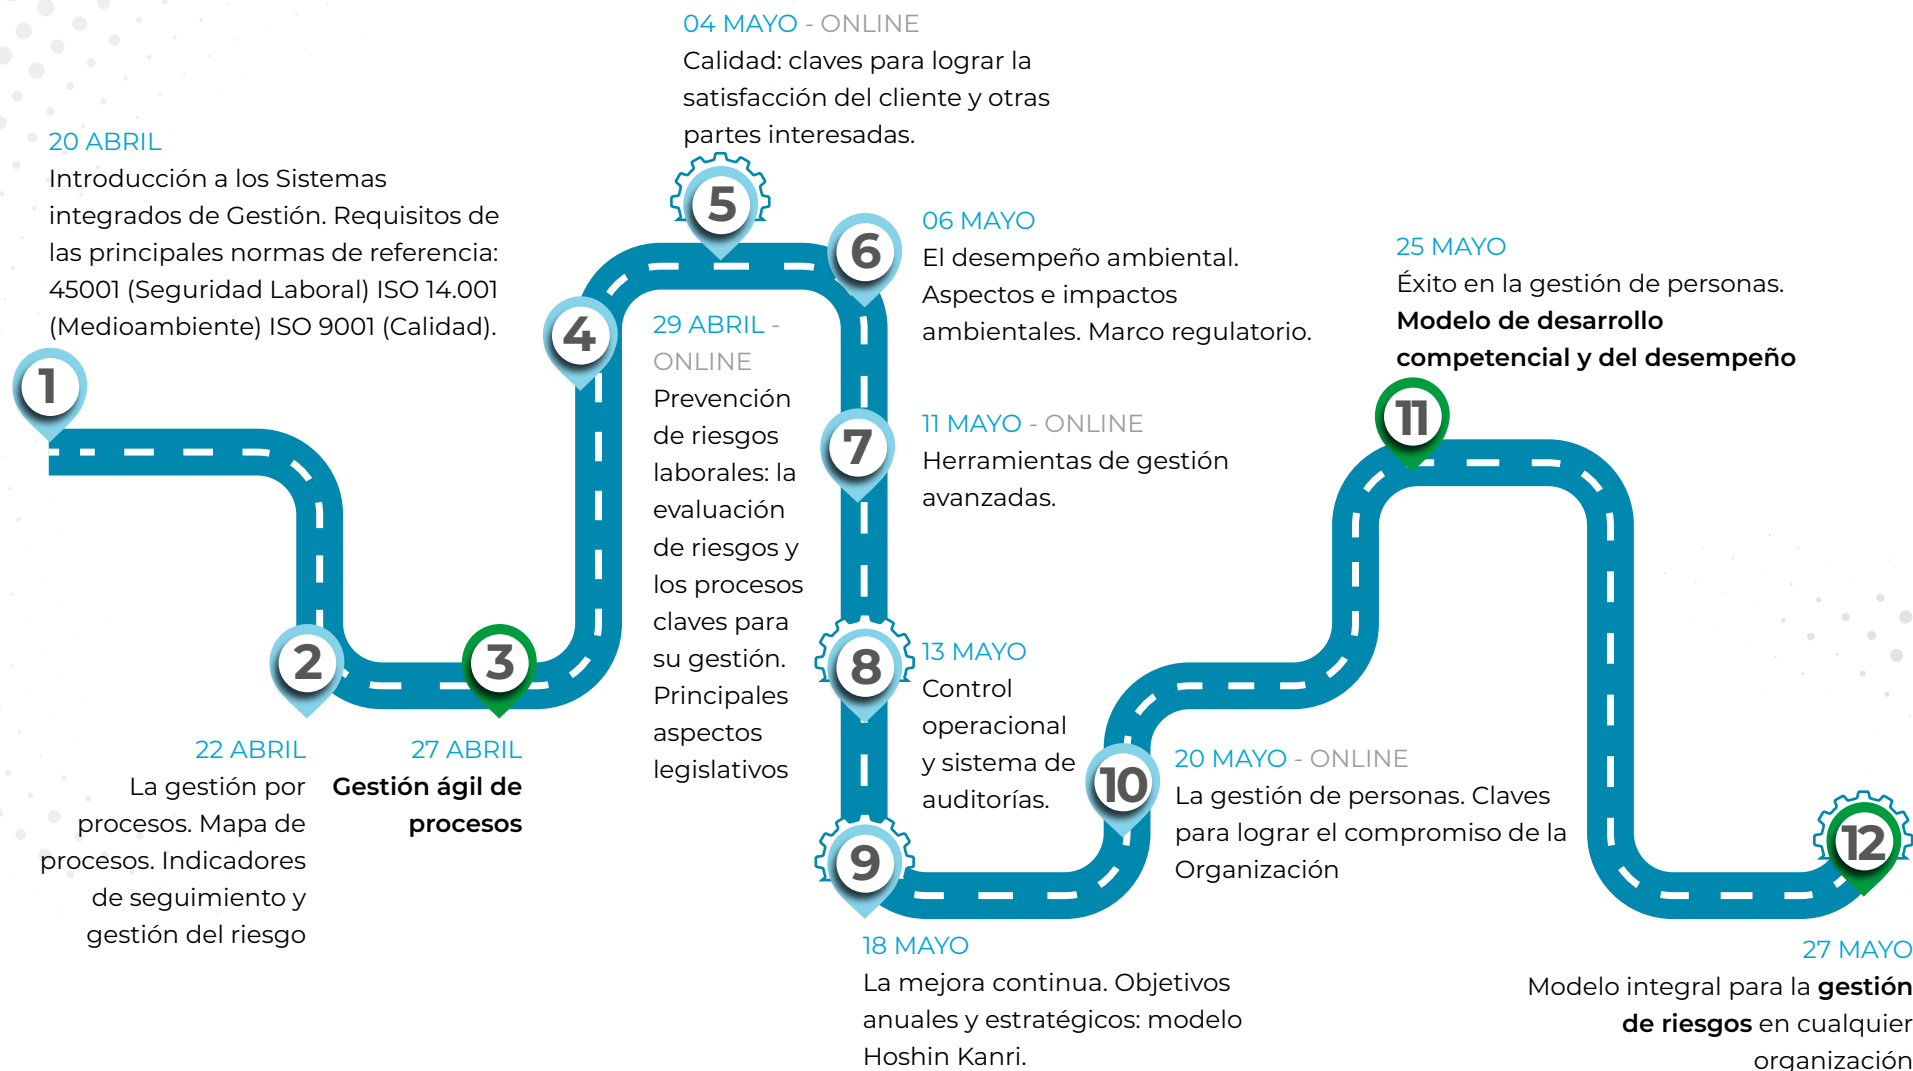 20 ABRIL
Introducción a los Sistemas
integrados de Gestión. Requisitos de
las principales normas de referencia:
45001 (Seguridad Laboral) ISO 14.001
(Medioambiente) ISO 9001 (Calidad).
1
2
22 ABRIL
La gestión por
procesos. Mapa de
procesos. Indicadores
de seguimiento y
gestión del riesgo
3
27 ABRIL
Gestión ágil de
procesos
4
29 ABRIL -
ONLINE
Prevención
de riesgos
laborales: la
evaluación
de riesgos y
los procesos
claves para
su gestión.
Principales
aspectos
legislativos
04 MAYO - ONLINE
Calidad: claves para lograr la
satisfacción del cliente y otras
partes interesadas.
5
6
06 MAYO
El desempeño ambiental.
Aspectos e impactos
ambientales. Marco regulatorio.
7
11 MAYO - ONLINE
Herramientas de gestión
avanzadas.
8
13 MAYO
Control
operacional
y sistema de
auditorías.
9
18 MAYO
La mejora continua. Objetivos
anuales y estratégicos: modelo
Hoshin Kanri.
10
20 MAYO - ONLINE
La gestión de personas. Claves
para lograr el compromiso de la
Organización
25 MAYO
Éxito en la gestión de personas.
Modelo de desarrollo
competencial y del desempeño
11
12
27 MAYO
Modelo integral para la gestión
de riesgos en cualquier
organización